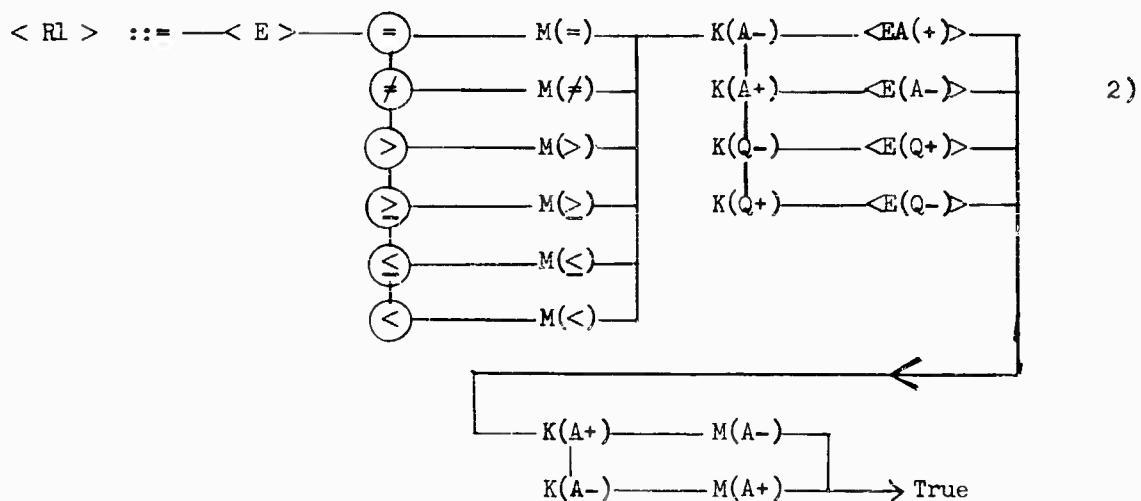 < R1 > ::= < E > = M(=) K(A-) <EA(+)>
≠ M(≠) K(A+) <E(A-)> 2)
> M(>) K(Q-) <E(Q+)>
≥ M(≥) K(Q+) <E(Q-)>
≤ M(≤)
< M(<)
K(A+) M(A-)
K(A-) M(A+) True